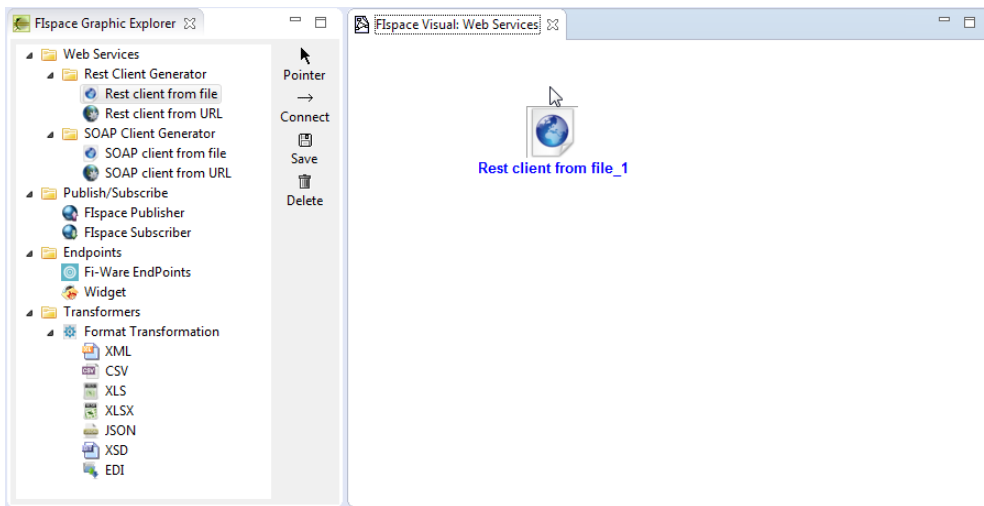 FIspace Graphic Explorer
Web Services
Rest Client Generator
Rest client from file
Rest client from URL
SOAP Client Generator
SOAP client from file
SOAP client from URL
Publish/Subscribe
FIspace Publisher
FIspace Subscriber
Endpoints
Fi-Ware EndPoints
Widget
Transformers
Format Transformation
XML
CSV
XLS
XLSX
JSON
XSD
EDI
Pointer
Connect
Save
Delete
FIspace Visual: Web Services
Rest client from file_1